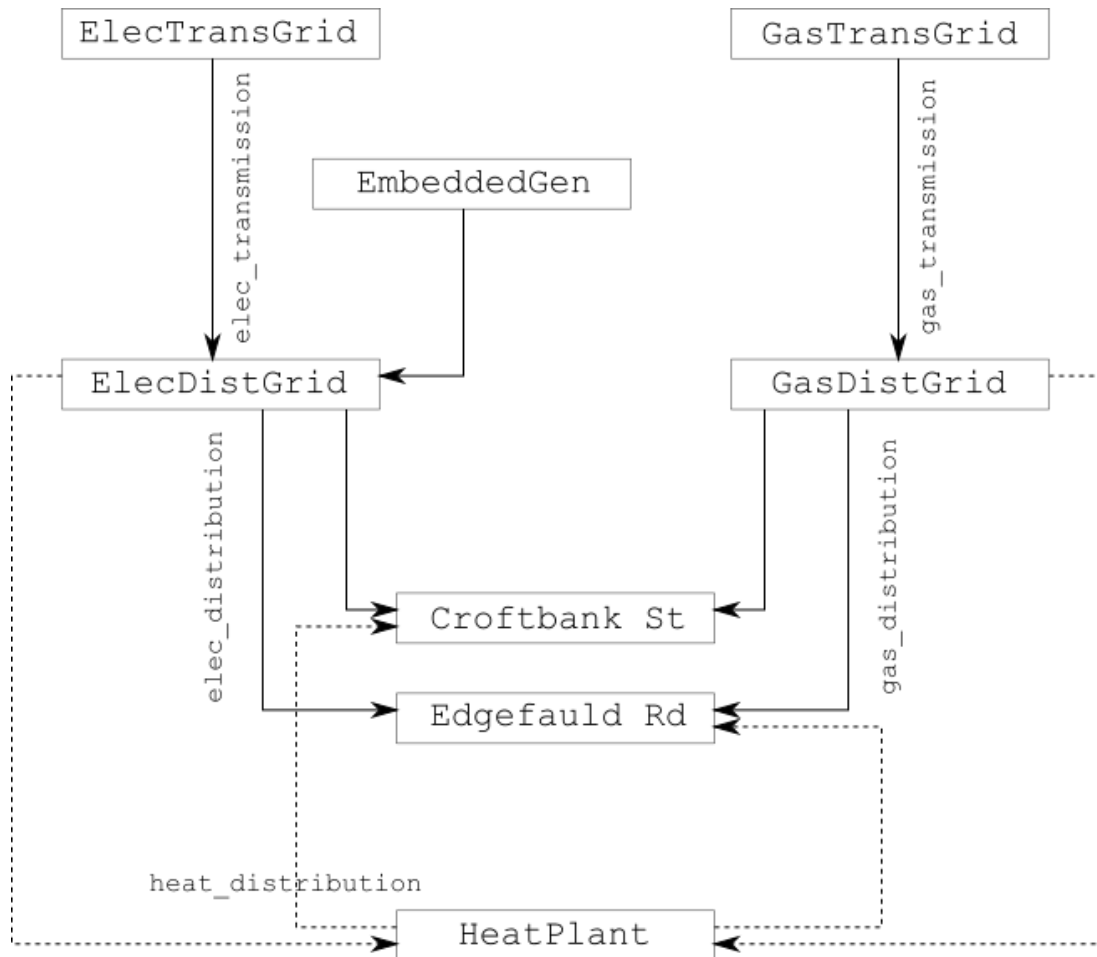 ElecTransGrid
GasTransGrid
elec_transmission
gas_transmission
EmbeddedGen
ElecDistGrid
GasDistGrid
elec_distribution
gas_distribution
Croftbank St
Edgefauld Rd
heat_distribution
HeatPlant